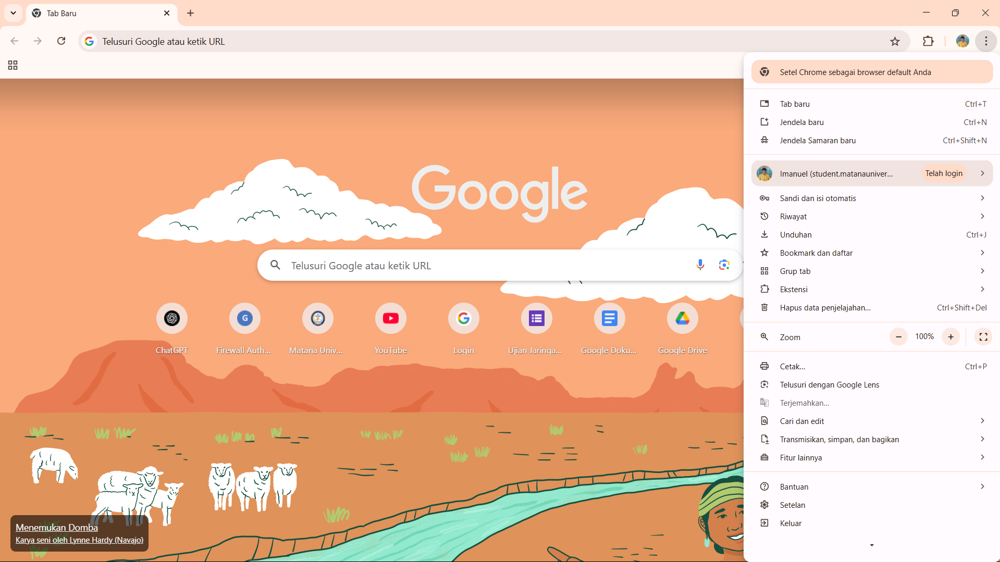 Tab Baru
Telusuri Google atau ketik URL
Google
Telusuri Google atau ketik URL
ChatGPT
Firewall Auth...
Matana Univ...
YouTube
Login
Ujian Jaringa...
Google Doku...
Google Drive
Menemukan Domba
Karya seni oleh Lynne Hardy (Navajo)
Setel Chrome sebagai browser default Anda
Tab baru Ctrl+T
Jendela baru Ctrl+N
Jendela Samaran baru Ctrl+Shift+N
Imanuel (student.matanauniver... Telah login
Sandi dan isi otomatis
Riwayat
Unduhan Ctrl+J
Bookmark dan daftar
Grup tab
Ekstensi
Hapus data penjelajahan... Ctrl+Shift+Del
Zoom 100%
Cetak... Ctrl+P
Telusuri dengan Google Lens
Terjemahkan...
Cari dan edit
Transmisikan, simpan, dan bagikan
Fitur lainnya
Bantuan
Setelan
Keluar